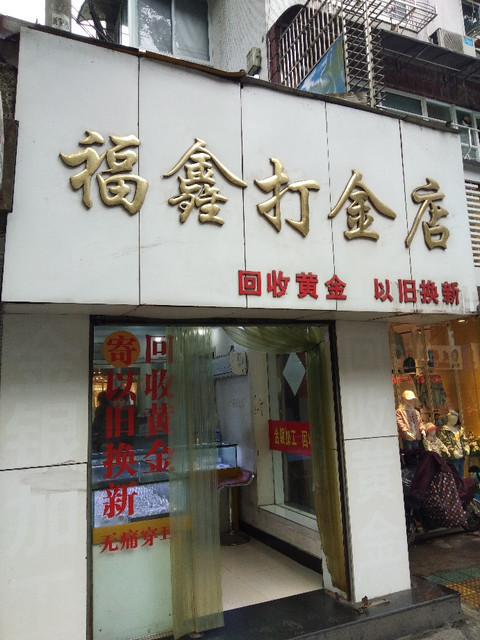 福鑫打金店
回收黄金 以旧换新
回收黄金
寄以旧换新
无痛穿耳